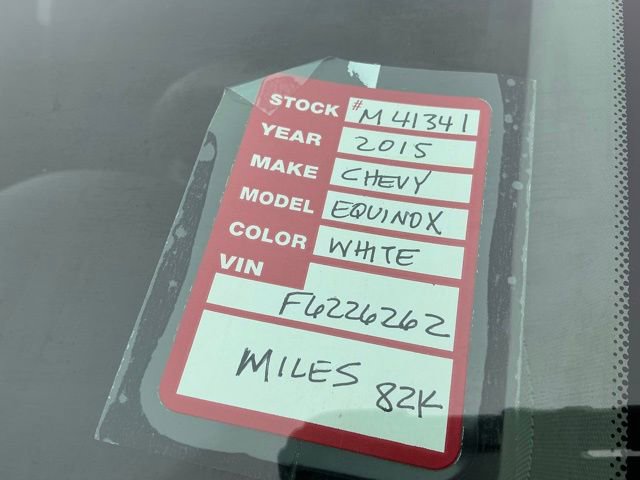 STOCK #M41341
YEAR 2015
MAKE CHEVY
MODEL EQUINOX
COLOR WHITE
VIN
F6226262
MILES 82K